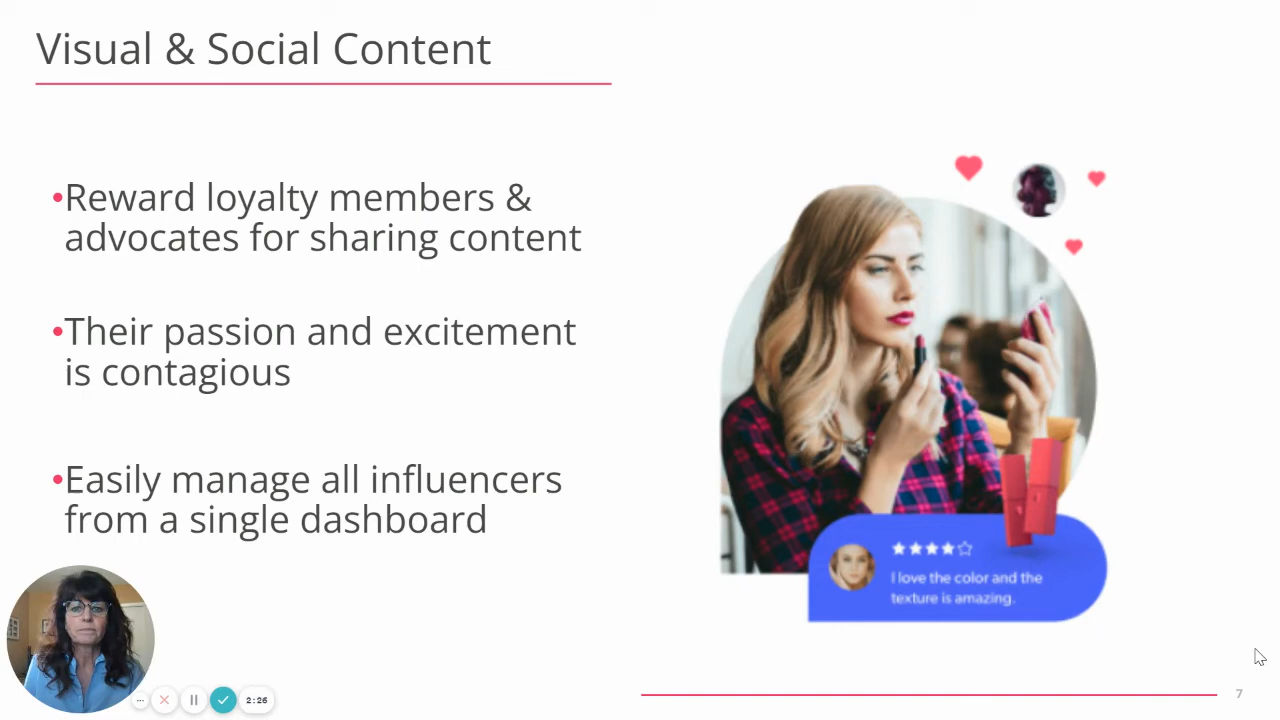 Visual & Social Content
•Reward loyalty members &
advocates for sharing content
•Their passion and excitement
is contagious
•Easily manage all influencers
from a single dashboard
I love the color and the
texture is amazing.
2:26
7